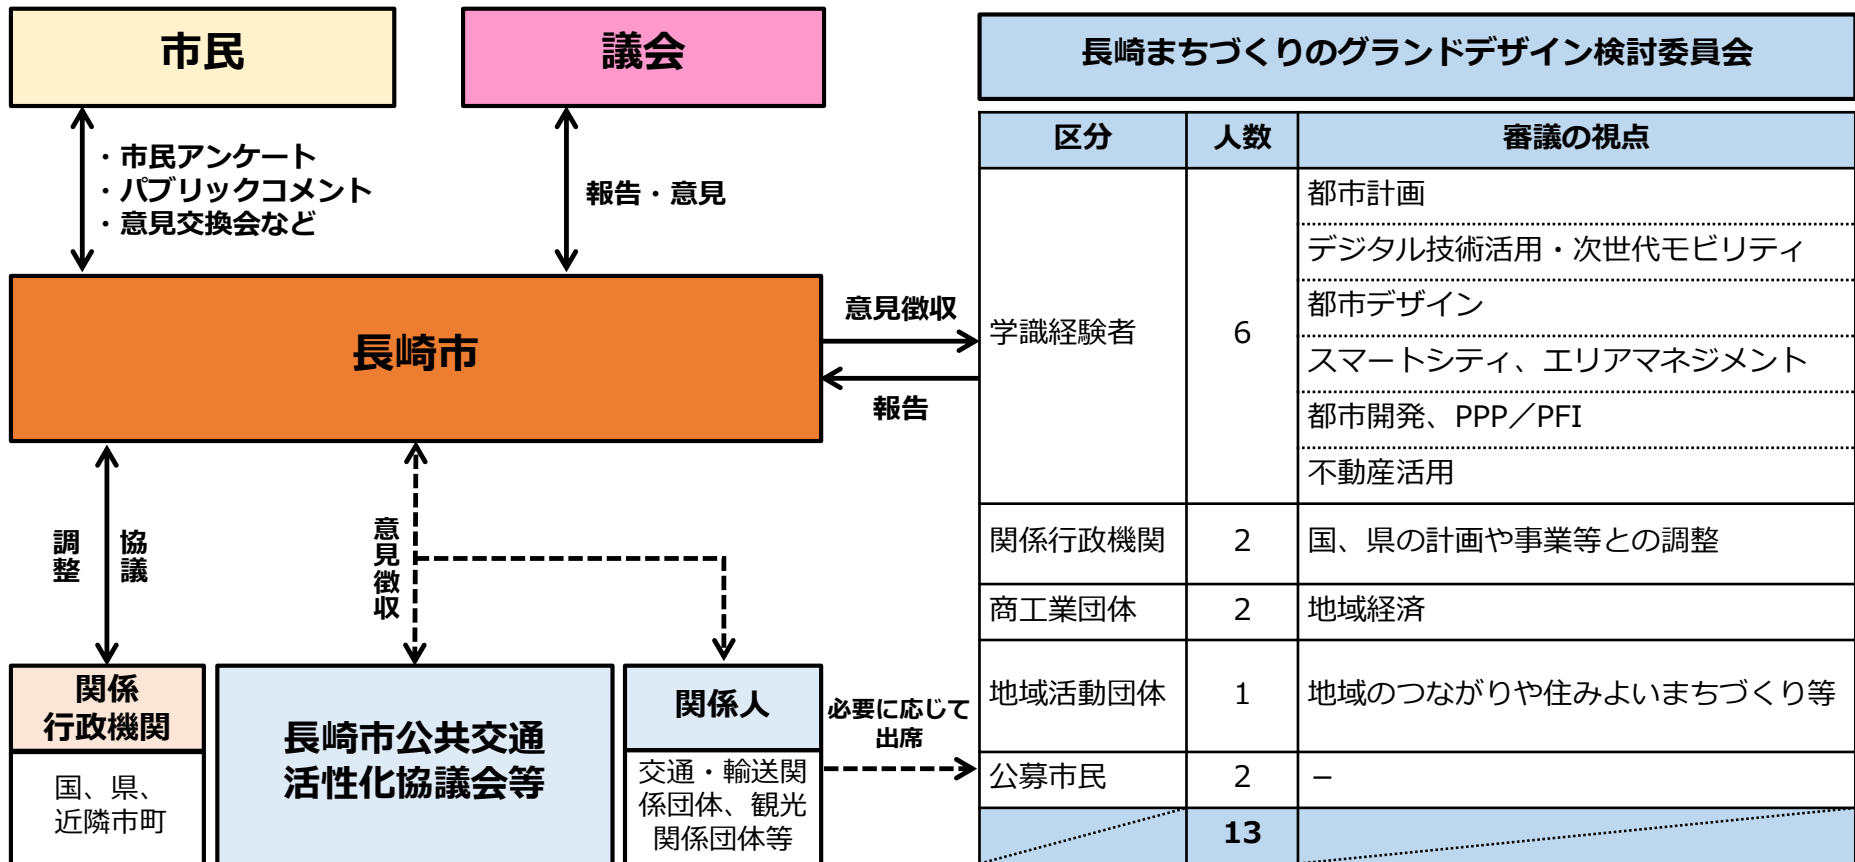 市民
議会
・市民アンケート
・パブリックコメント
・意見交換会など
報告・意見
長崎市
意見徴収
報告
調整
協議
意見徴収
関係
行政機関
国、県、
近隣市町
長崎市公共交通
活性化協議会等
関係人
交通・輸送関
係団体、観光
関係団体等
必要に応じて
出席
長崎まちづくりのグランドデザイン検討委員会
区分 人数 審議の視点
学識経験者 6
都市計画
デジタル技術活用・次世代モビリティ
都市デザイン
スマートシティ、エリアマネジメント
都市開発、PPP／PFI
不動産活用
関係行政機関 2 国、県の計画や事業等との調整
商工業団体 2 地域経済
地域活動団体 1 地域のつながりや住みよいまちづくり等
公募市民 2 －
13